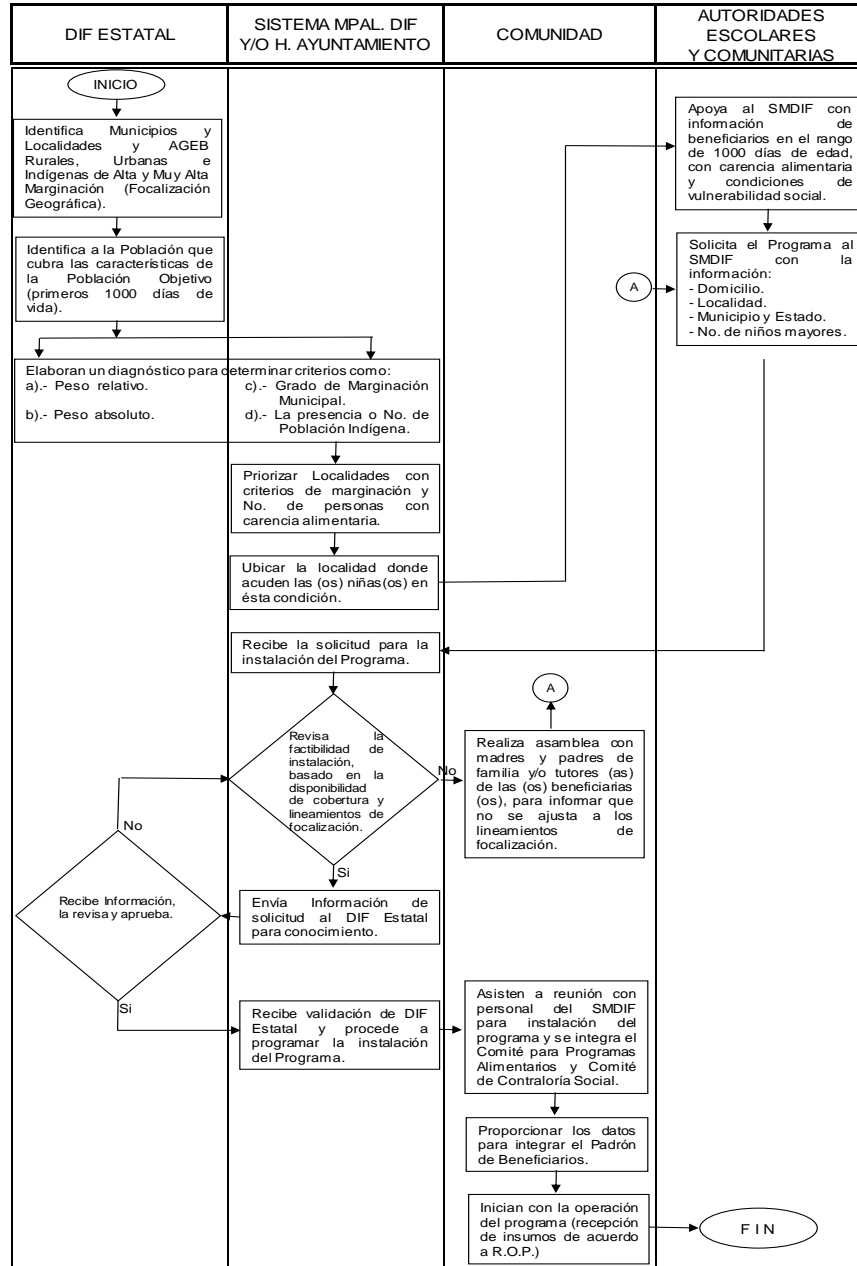 DIF ESTATAL
SISTEMA MPAL. DIF
Y/O H. AYUNTAMIENTO
COMUNIDAD
AUTORIDADES
ESCOLARES
Y COMUNITARIAS
INICIO
Identifica Municipios y
Localidades y AGEB
Rurales, Urbanas e
Indígenas de Alta y Muy Alta
Marginación (Focalización
Geográfica).
Identifica a la Población que
cubra las características de
la Población Objetivo
(primeros 1000 días de
vida).
Elaboran un diagnóstico para determinar criterios como:
a).- Peso relativo.
b).- Peso absoluto.
c).- Grado de Marginación
Municipal.
d).- La presencia o No. de
Población Indígena.
Priorizar Localidades con
criterios de marginación y
No. de personas con
carencia alimentaria.
Ubicar la localidad donde
acuden las (os) niñas(os) en
ésta condición.
Apoya al SMDIF con
información de
beneficiarios en el rango
de 1000 días de edad,
con carencia alimentaria
y condiciones de
vulnerabilidad social.
A
Solicita el Programa al
SMDIF con la
información:
- Domicilio.
- Localidad.
- Municipio y Estado.
- No. de niños mayores.
Recibe la solicitud para la
instalación del Programa.
Revisa la
factibilidad de
instalación,
basado en la
disponibilidad
de cobertura y
lineamientos de
focalización.
No
A
Realiza asamblea con
madres y padres de
familia y/o tutores (as)
de las (os) beneficiarias
(os), para informar que
no se ajusta a los
lineamientos de
focalización.
Si
Envía Información de
solicitud al DIF Estatal
para conocimiento.
No
Recibe Información,
la revisa y aprueba.
Si
Recibe validación de DIF
Estatal y procede a
programar la instalación
del Programa.
Asisten a reunión con
personal del SMDIF
para instalación del
programa y se integra el
Comité para Programas
Alimentarios y Comité
de Contraloría Social.
Proporcionar los datos
para integrar el Padrón
de Beneficiarios.
Inician con la operación
del programa (recepción
de insumos de acuerdo
a R.O.P.)
F I N